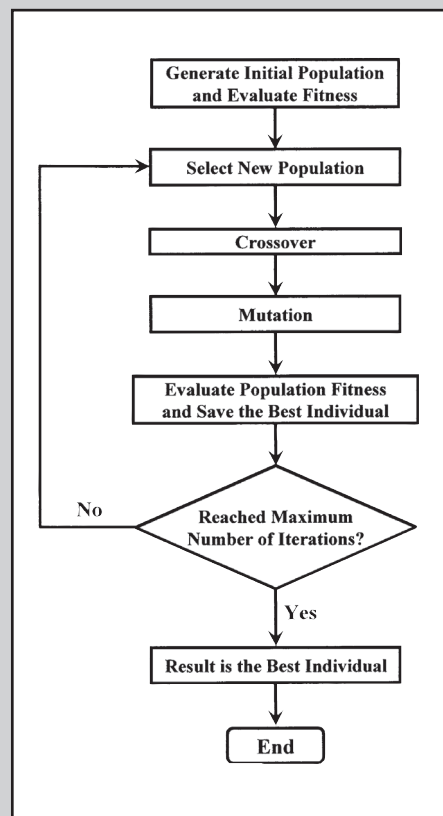 Generate Initial Population
and Evaluate Fitness
Select New Population
Crossover
Mutation
Evaluate Population Fitness
and Save the Best Individual
Reached Maximum
Number of Iterations?
No
Yes
Result is the Best Individual
End